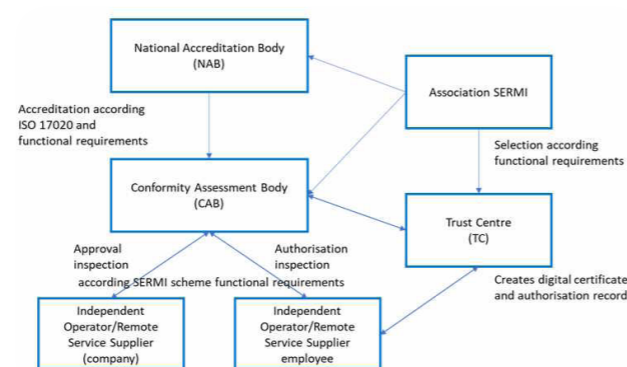 National Accreditation Body
(NAB)
Association SERMI
Accreditation according
ISO 17020 and
functional requirements
Selection according
functional requirements
Conformity Assessment Body
(CAB)
Trust Centre
(TC)
Approval
inspection
Authorisation
inspection
according SERMI scheme functional requirements
Creates digital certificate
and authorisation record
Independent
Operator/Remote
Service Supplier
(company)
Independent
Operator/Remote
Service Supplier
employee